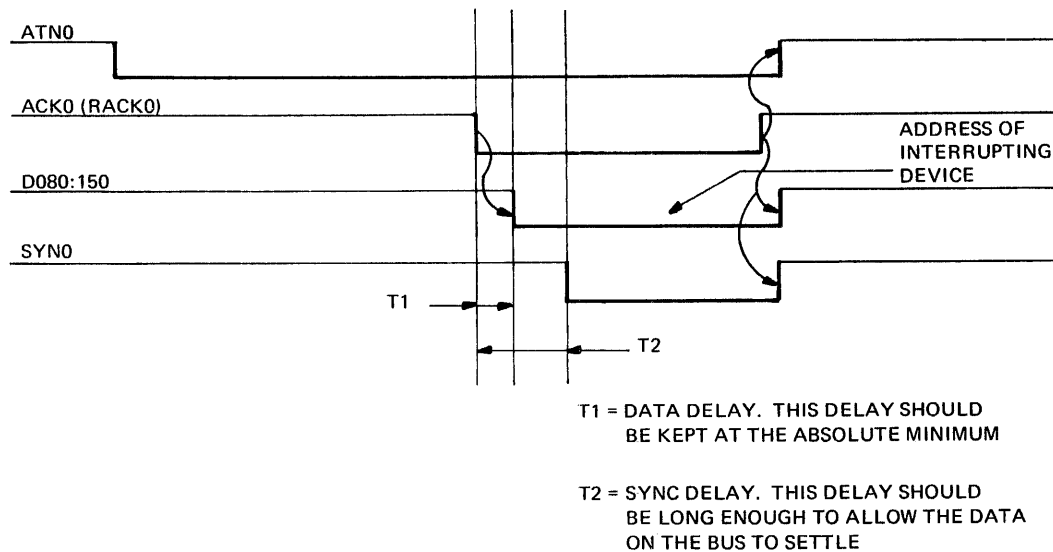 ATN0
ACK0 (RACK0)
ADDRESS OF
INTERRUPTING
DEVICE
D080:150
SYN0
T1
T2
T1 = DATA DELAY. THIS DELAY SHOULD
BE KEPT AT THE ABSOLUTE MINIMUM
T2 = SYNC DELAY. THIS DELAY SHOULD
BE LONG ENOUGH TO ALLOW THE DATA
ON THE BUS TO SETTLE